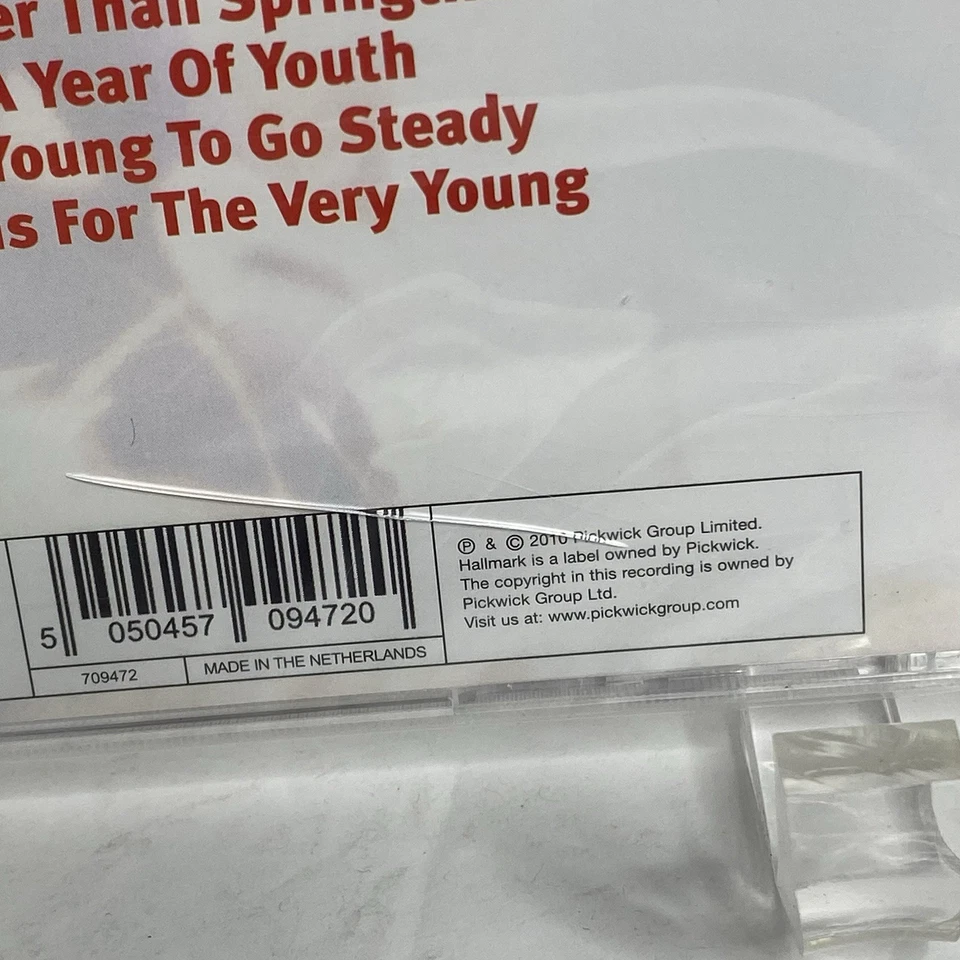 Than
Year Of Youth
Young To Go Steady
For The Very Young
℗ & © 2010 Pickwick Group Limited.
Hallmark is a label owned by Pickwick.
The copyright in this recording is owned by
Pickwick Group Ltd.
Visit us at: www.pickwickgroup.com
5 050457 094720
709472 MADE IN THE NETHERLANDS